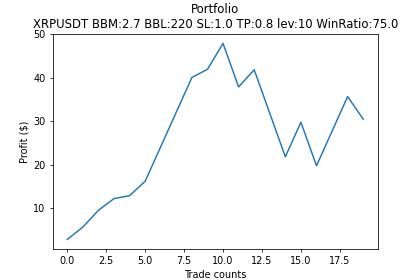 Portfolio
XRPUSDT BBM:2.7 BBL:220 SL:1.0 TP:0.8 lev:10 WinRatio:75.0
50
40
30
20
10
Profit ($)
0.0 2.5 5.0 7.5 10.0 12.5 15.0 17.5
Trade counts